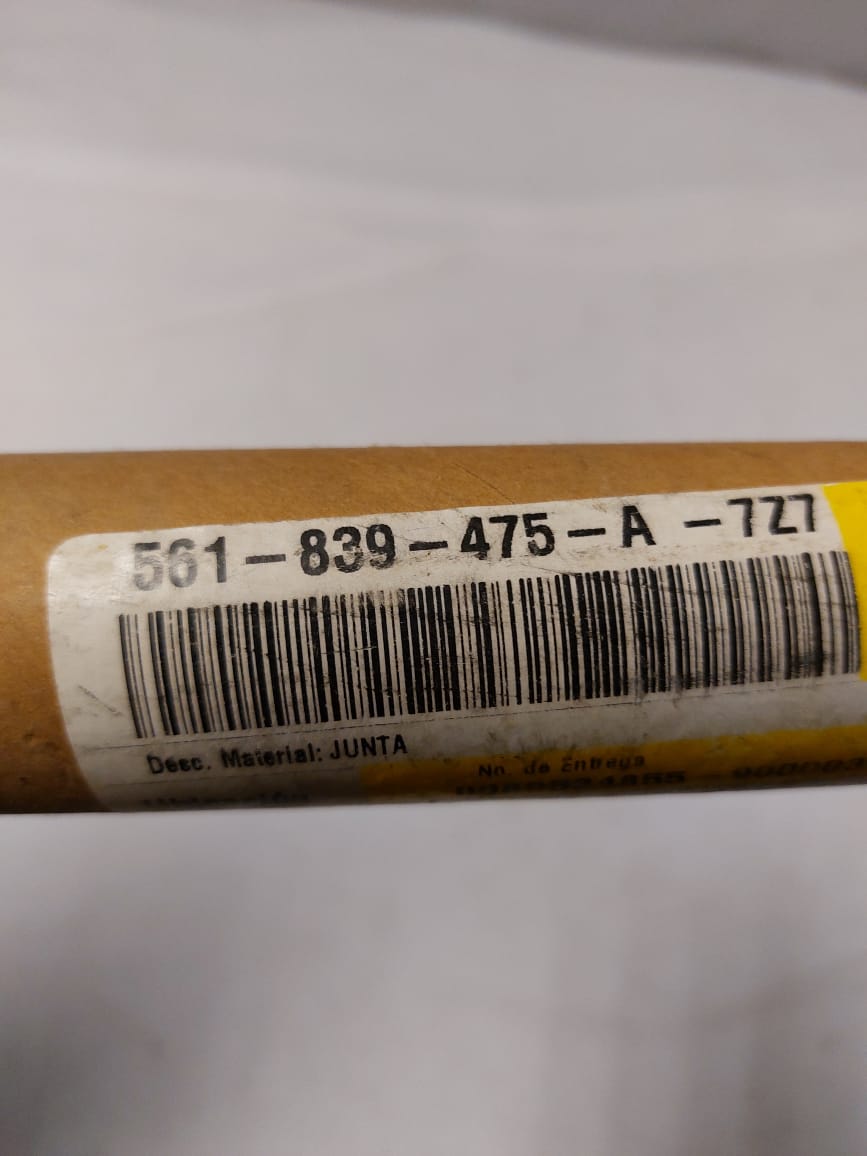 561-839-475-A -7Z7
Desc. Material: JUNTA
No. de Entrega